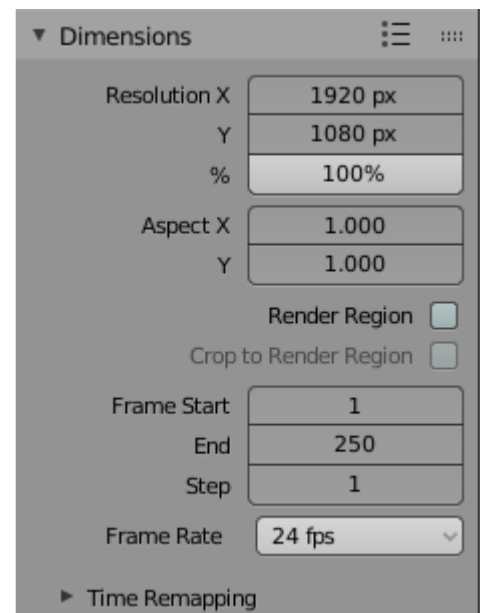 Dimensions
Resolution X 1920 px
Y 1080 px
% 100%
Aspect X 1.000
Y 1.000
Render Region
Crop to Render Region
Frame Start 1
End 250
Step 1
Frame Rate 24 fps
Time Remapping